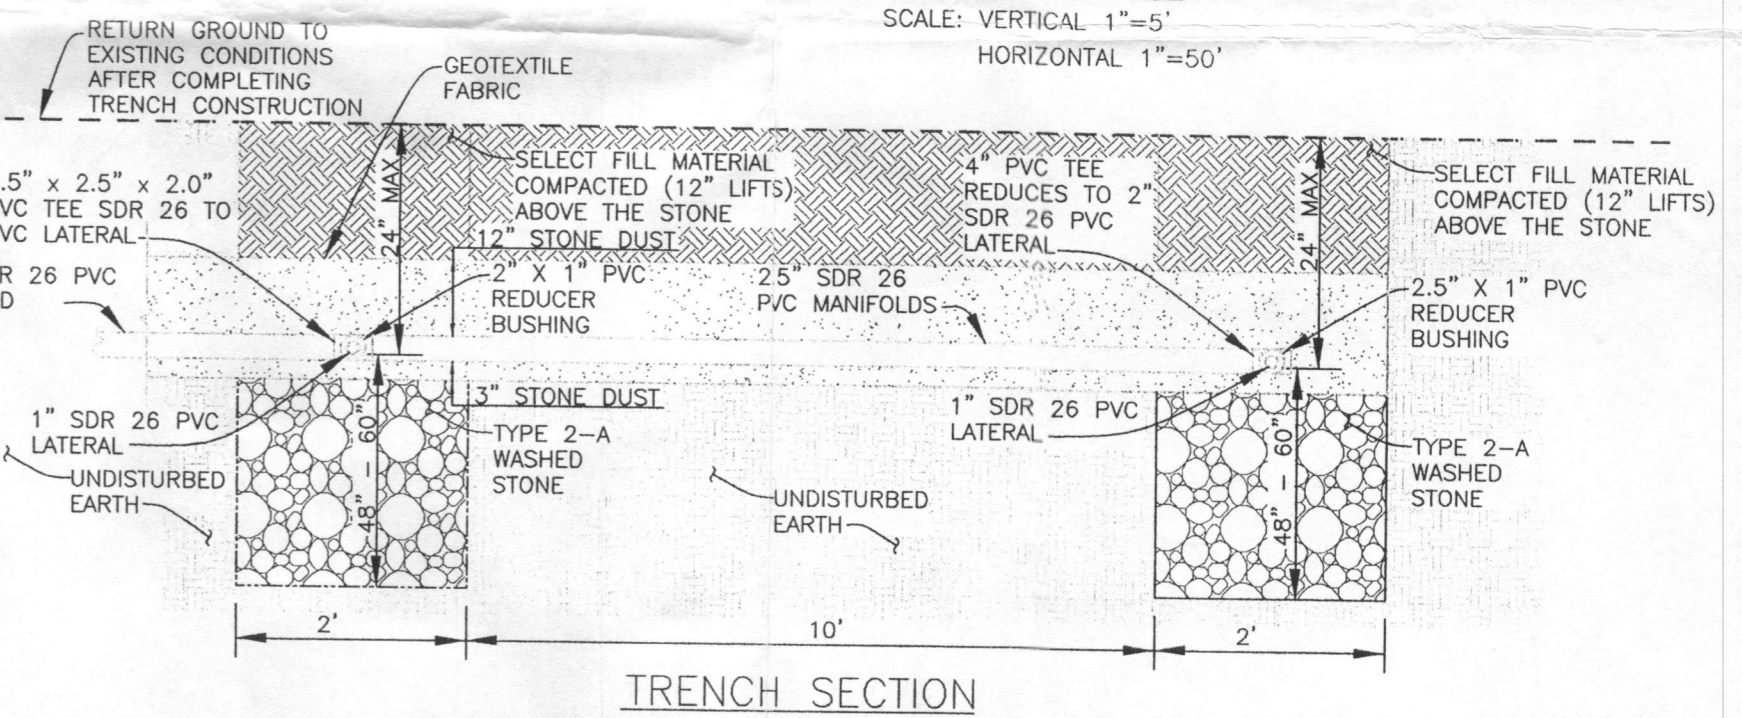 SCALE: VERTICAL 1"=5'
HORIZONTAL 1"=50'
RETURN GROUND TO
EXISTING CONDITIONS
AFTER COMPLETING
TRENCH CONSTRUCTION
GEOTEXTILE
FABRIC
.5" x 2.5" x 2.0"
VC TEE SDR 26 TO
VC LATERAL
R 26 PVC
D
24" MAX
SELECT FILL MATERIAL
COMPACTED (12" LIFTS)
ABOVE THE STONE
12" STONE DUST
2" X 1" PVC
REDUCER
BUSHING
2.5" SDR 26
PVC MANIFOLDS
4" PVC TEE
REDUCES TO 2"
SDR 26 PVC
LATERAL
24" MAX
SELECT FILL MATERIAL
COMPACTED (12" LIFTS)
ABOVE THE STONE
2.5" X 1" PVC
REDUCER
BUSHING
3" STONE DUST
1" SDR 26 PVC
LATERAL
48" – 60"
TYPE 2-A
WASHED
STONE
UNDISTURBED
EARTH
UNDISTURBED
EARTH
1" SDR 26 PVC
LATERAL
48" – 60"
TYPE 2-A
WASHED
STONE
2'
10'
2'
TRENCH SECTION